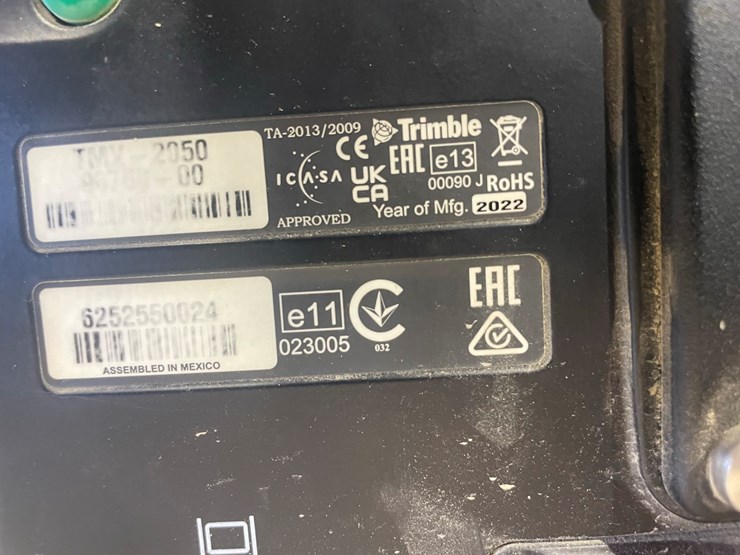 TA-2013/2009 Trimble
CE
TMX-2050
EAC e13
ICASA UK
CA
00090 J RoHS
-00
Year of Mfg. 2022
APPROVED
EAC
6252550024
e11
023005 032
ASSEMBLED IN MEXICO